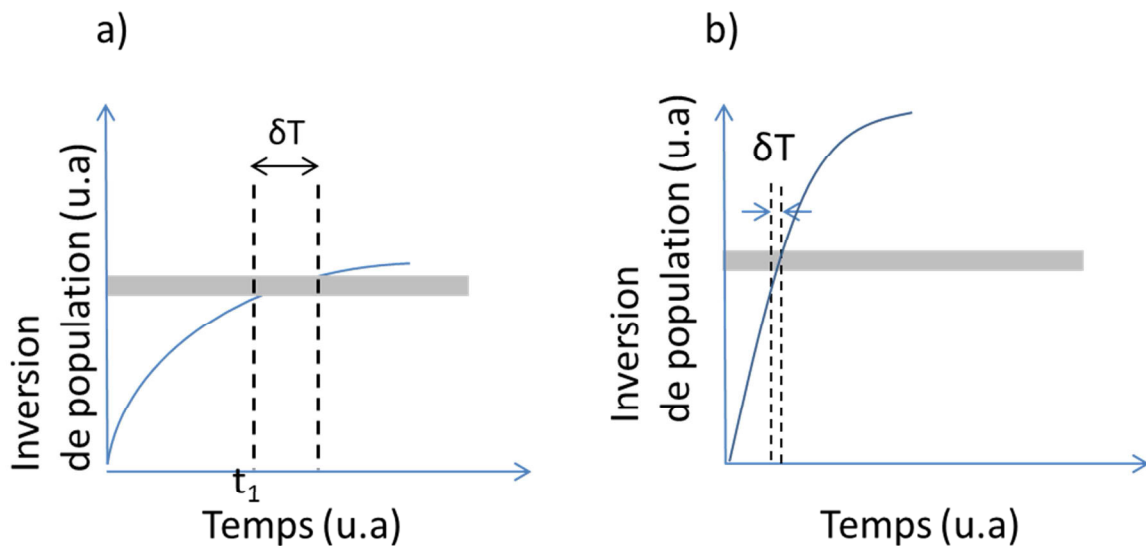 a)
δT
Inversion
de population (u.a)
t₁
Temps (u.a)
b)
δT
Inversion
de population (u.a)
Temps (u.a)